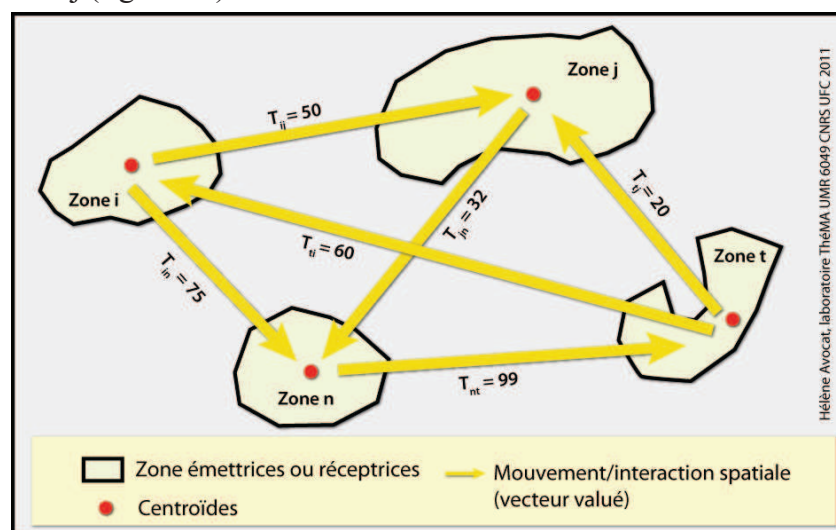 Zone j
T_ij = 50
Zone i
T_jn = 32
T_tj = 20
T_ti = 60
Zone t
T_in = 75
T_nt = 99
Zone n
Hélène Avocat, laboratoire ThéMA UMR 6049 CNRS UFC 2011
Zone émettrices ou réceptrices
Mouvement/interaction spatiale
(vecteur valué)
Centroïdes